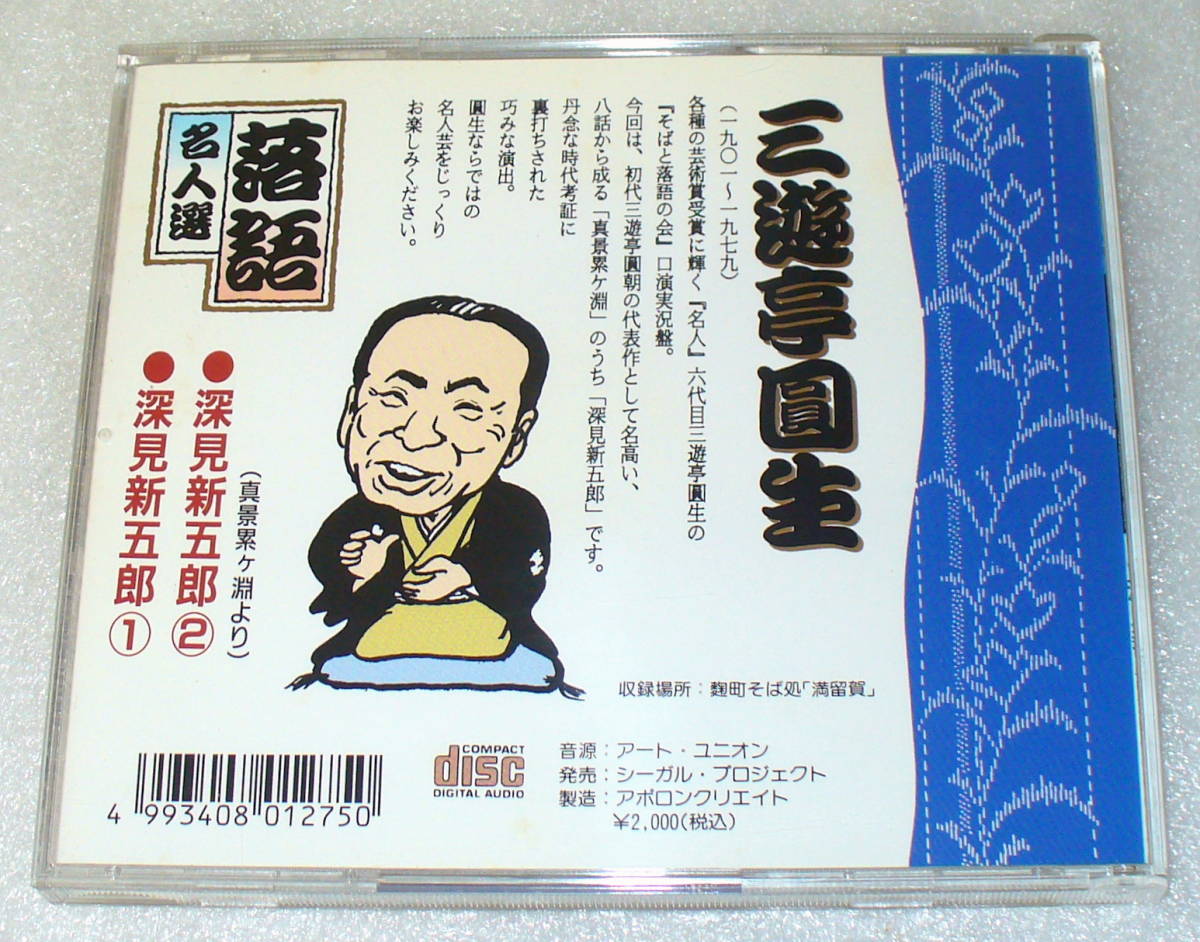 三遊亭圓生
（一九〇一～一九七九）
各種の芸術賞受賞に輝く『名人』六代目三遊亭圓生の
『そばと落語の会』口演実況盤。
今回は、初代三遊亭圓朝の代表作として名高い、
八話から成る「真景累ケ淵」のうち「深見新五郎」です。
丹念な時代考証に
裏打ちされた
巧みな演出。
圓生ならではの
名人芸をじっくり
お楽しみください。
落語
名人選
（真景累ヶ淵より）
●深見新五郎②
●深見新五郎①
収録場所：麹町そば処「満留賀」
音源：アート・ユニオン
発売：シーガル・プロジェクト
製造：アポロンクリエイト
¥2,000(税込)
COMPACT
disc
DIGITAL AUDIO
4 993408 012750